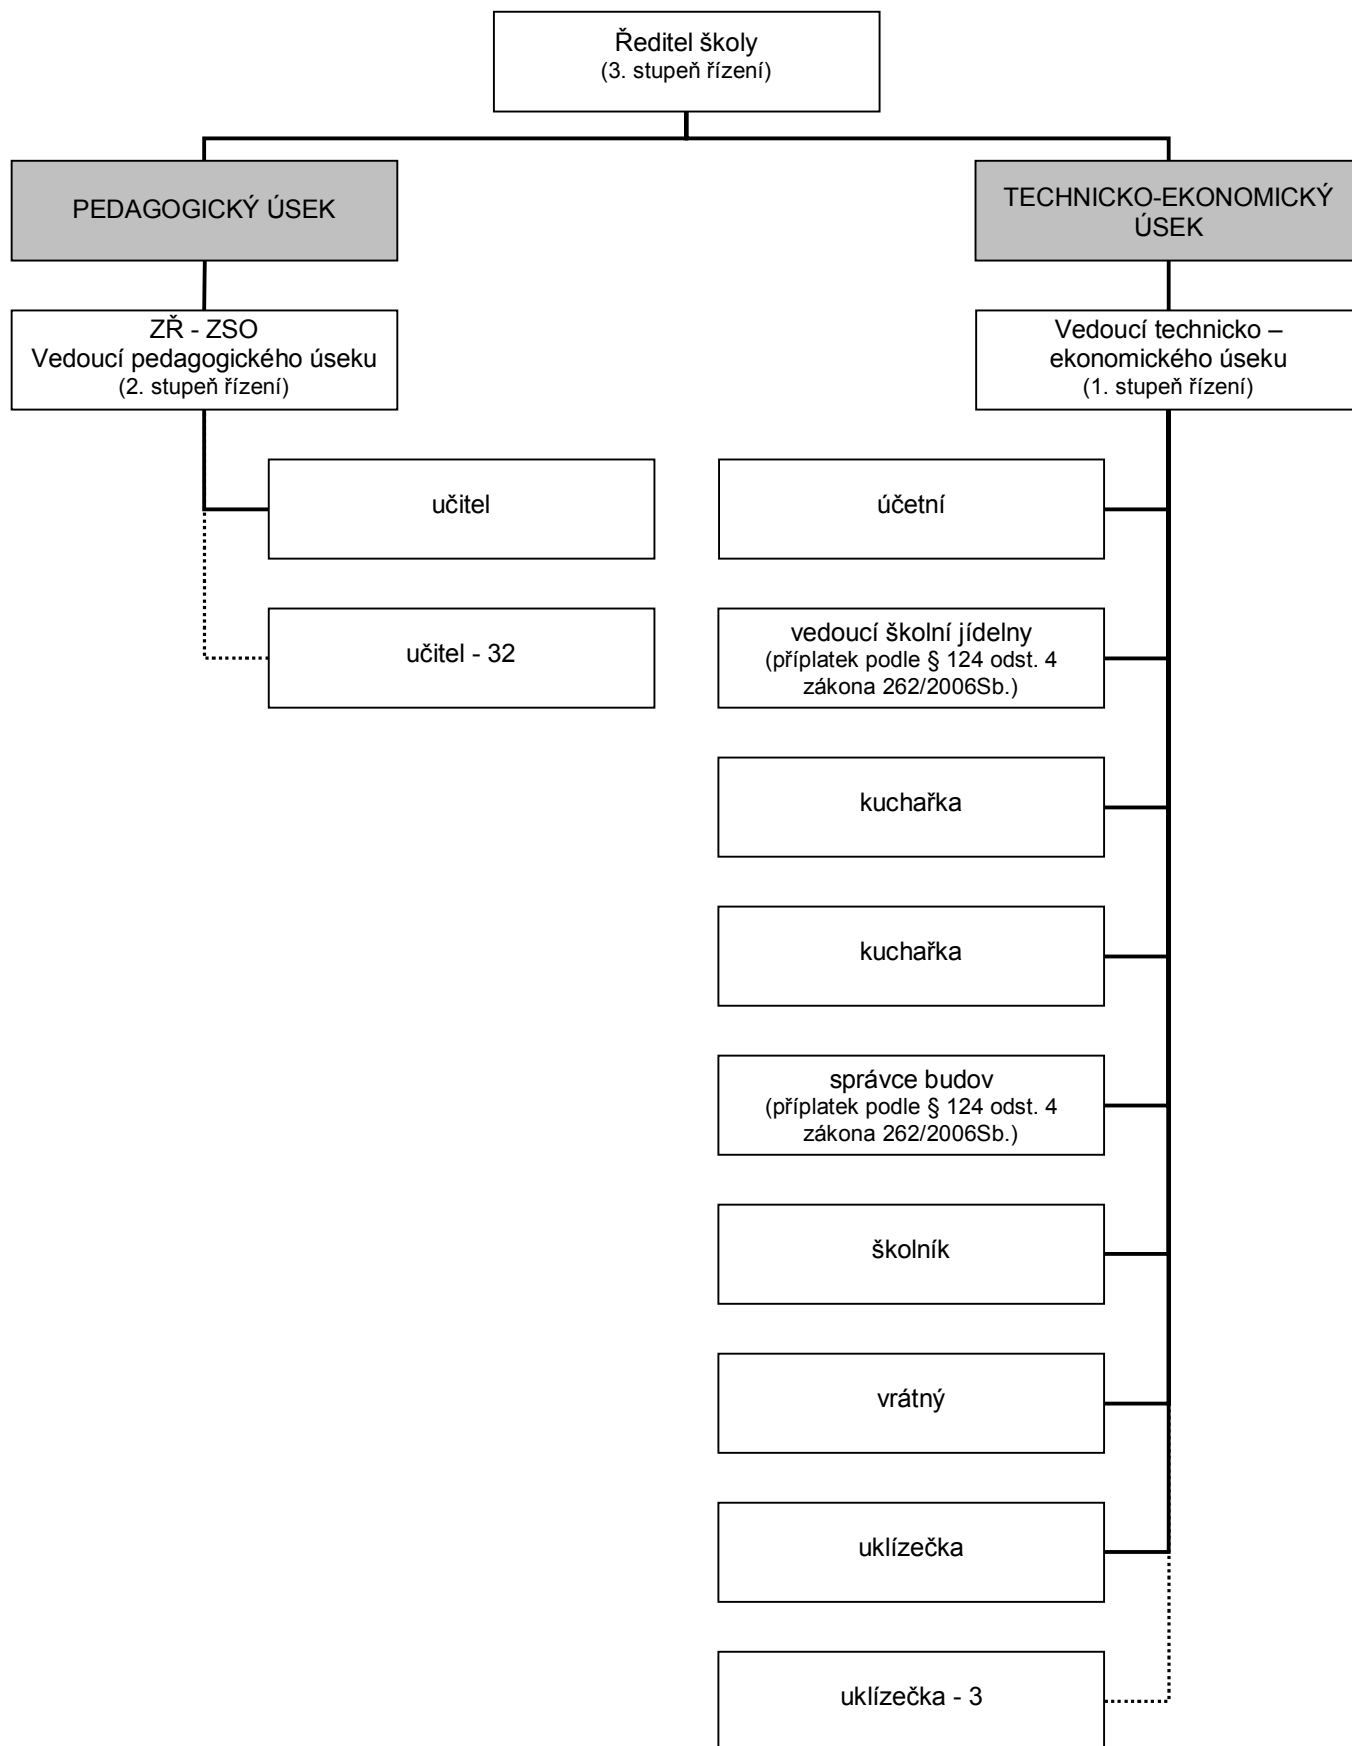 Ředitel školy
(3. stupeň řízení)
PEDAGOGICKÝ ÚSEK
TECHNICKO-EKONOMICKÝ
ÚSEK
ZŘ - ZSO
Vedoucí pedagogického úseku
(2. stupeň řízení)
Vedoucí technicko –
ekonomického úseku
(1. stupeň řízení)
učitel
účetní
učitel - 32
vedoucí školní jídelny
(příplatek podle § 124 odst. 4
zákona 262/2006Sb.)
kuchařka
kuchařka
správce budov
(příplatek podle § 124 odst. 4
zákona 262/2006Sb.)
školník
vrátný
uklízečka
uklízečka - 3